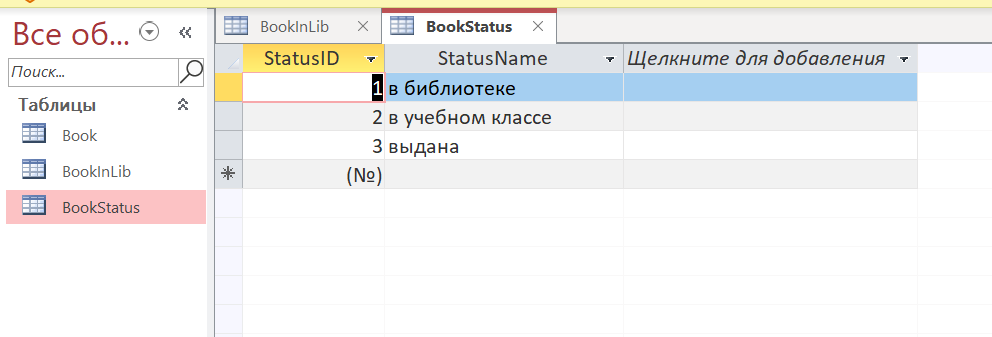 Все об...
BookInLib
BookStatus
StatusID StatusName Щелкните для добавления
Поиск...
1 в библиотеке
Таблицы
2 в учебном классе
Book
3 выдана
BookInLib
(№)
BookStatus